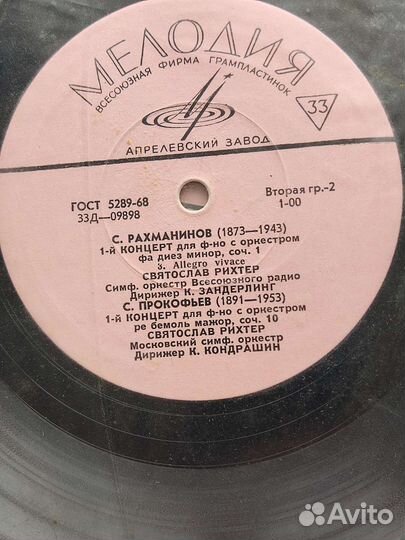 МЕЛОДИЯ
ВСЕСОЮЗНАЯ ФИРМА ГРАМПЛАСТИНОК
33
АПРЕЛЕВСКИЙ ЗАВОД
ГОСТ 5289-68
Вторая гр.-2
33Д—09898
1-00
С. РАХМАНИНОВ (1873—1943)
1-й КОНЦЕРТ для ф-но с оркестром
фа диез минор, соч. 1
3. Allegro vivace
СВЯТОСЛАВ РИХТЕР
Симф. оркестр Всесоюзного радио
Дирижер К. ЗАНДЕРЛИНГ
С. ПРОКОФЬЕВ (1891—1953)
1-й КОНЦЕРТ для ф-но с оркестром
ре бемоль мажор, соч. 10
СВЯТОСЛАВ РИХТЕР
Московский симф. оркестр
Дирижер К. КОНДРАШИН
Avito